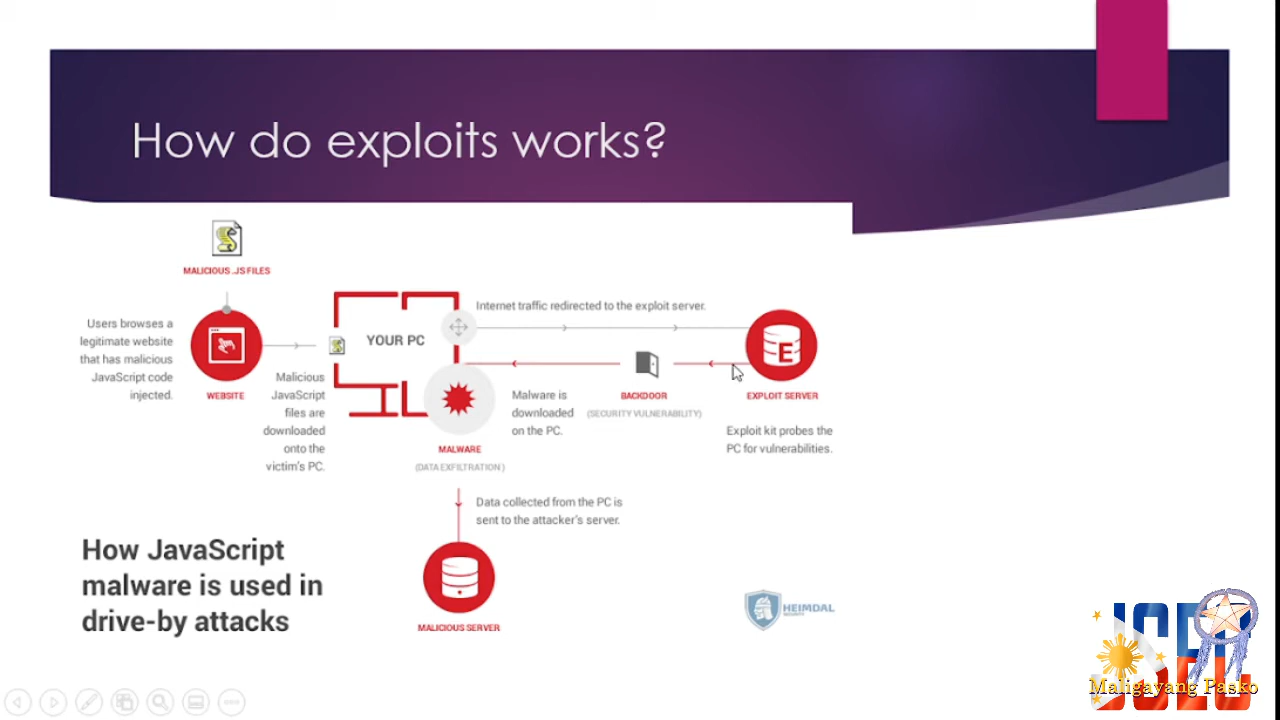 How do exploits works?
MALICIOUS .JS FILES
Users browses a
legitimate website
that has malicious
JavaScript code
injected.
WEBSITE
Malicious
JavaScript
files are
downloaded
onto the
victim's PC.
YOUR PC
Internet traffic redirected to the exploit server.
MALWARE
(DATA EXFILTRATION)
Malware is
downloaded
on the PC.
BACKDOOR
(SECURITY VULNERABILITY)
E
EXPLOIT SERVER
Exploit kit probes the
PC for vulnerabilities.
Data collected from the PC is
sent to the attacker's server.
MALICIOUS SERVER
How JavaScript
malware is used in
drive-by attacks
HEIMDAL
SECURITY
Maligayang Pasko